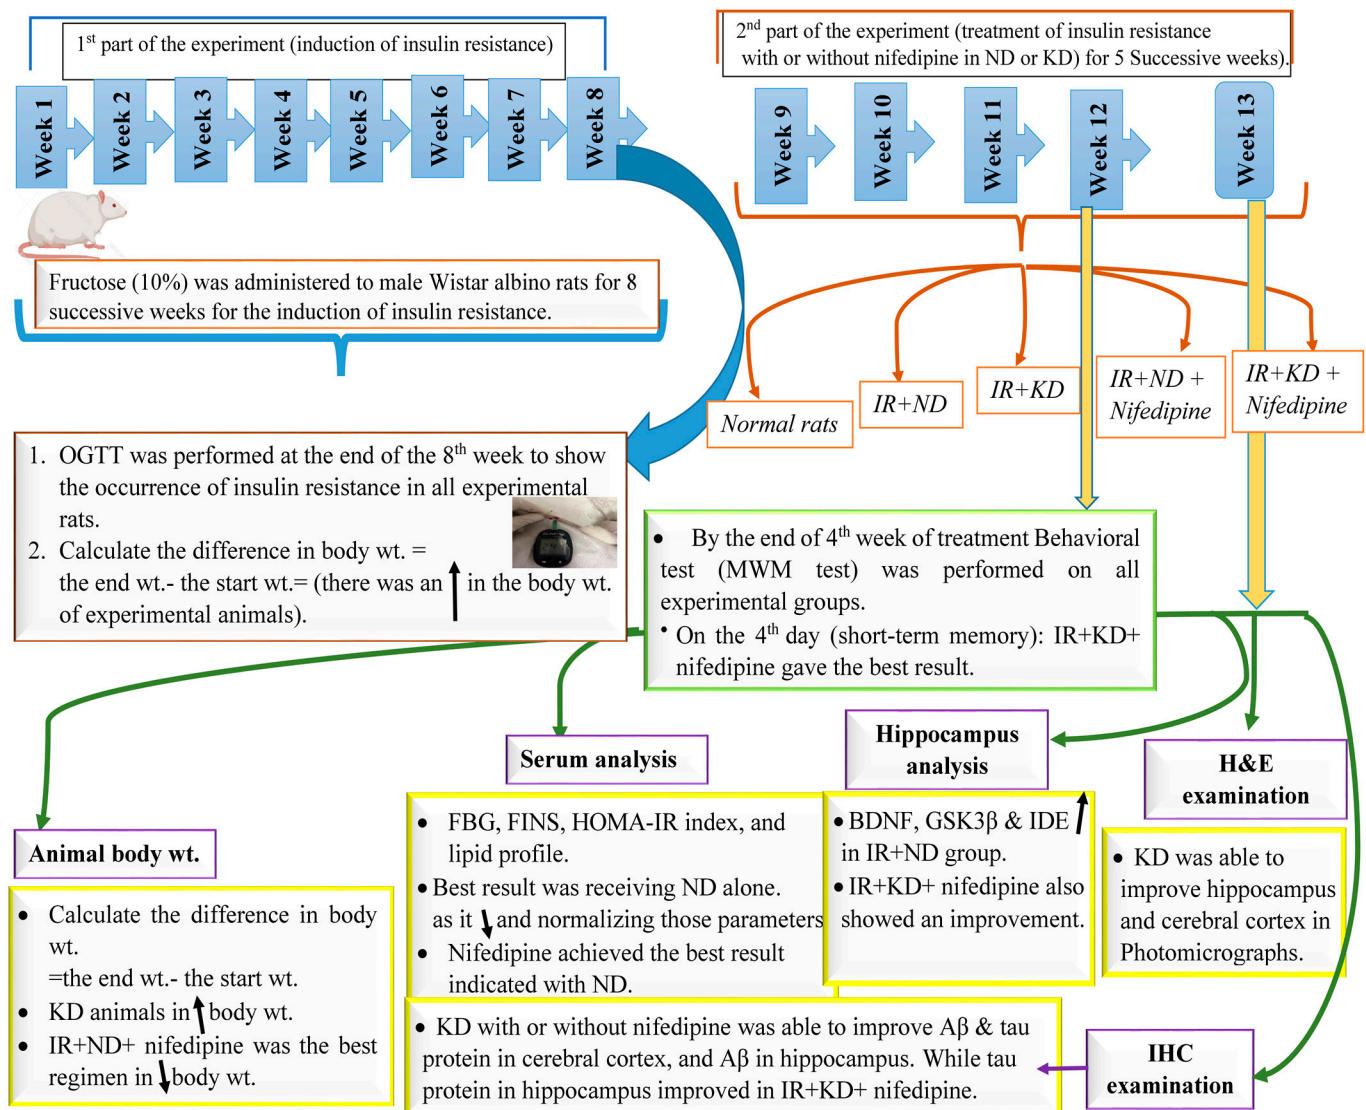 1st part of the experiment (induction of insulin resistance)
2nd part of the experiment (treatment of insulin resistance
with or without nifedipine in ND or KD) for 5 Successive weeks).
Week 1
Week 2
Week 3
Week 4
Week 5
Week 6
Week 7
Week 8
Week 9
Week 10
Week 11
Week 12
Week 13
Fructose (10%) was administered to male Wistar albino rats for 8
successive weeks for the induction of insulin resistance.
Normal rats
IR+ND
IR+KD
IR+ND +
Nifedipine
IR+KD +
Nifedipine
1. OGTT was performed at the end of the 8th week to show
the occurrence of insulin resistance in all experimental
rats.
2. Calculate the difference in body wt. =
the end wt.- the start wt.= (there was an ↑ in the body wt.
of experimental animals).
• By the end of 4th week of treatment Behavioral
test (MWM test) was performed on all
experimental groups.
• On the 4th day (short-term memory): IR+KD+
nifedipine gave the best result.
Animal body wt.
• Calculate the difference in body
wt.
=the end wt.- the start wt.
• KD animals in ↑ body wt.
• IR+ND+ nifedipine was the best
regimen in ↓ body wt.
Serum analysis
• FBG, FINS, HOMA-IR index, and
lipid profile.
• Best result was receiving ND alone.
as it ↓ and normalizing those parameters
• Nifedipine achieved the best result
indicated with ND.
Hippocampus
analysis
• BDNF, GSK3β & IDE ↑
in IR+ND group.
• IR+KD+ nifedipine also
showed an improvement.
H&E
examination
• KD was able to
improve hippocampus
and cerebral cortex in
Photomicrographs.
• KD with or without nifedipine was able to improve Aβ & tau
protein in cerebral cortex, and Aβ in hippocampus. While tau
protein in hippocampus improved in IR+KD+ nifedipine.
IHC
examination